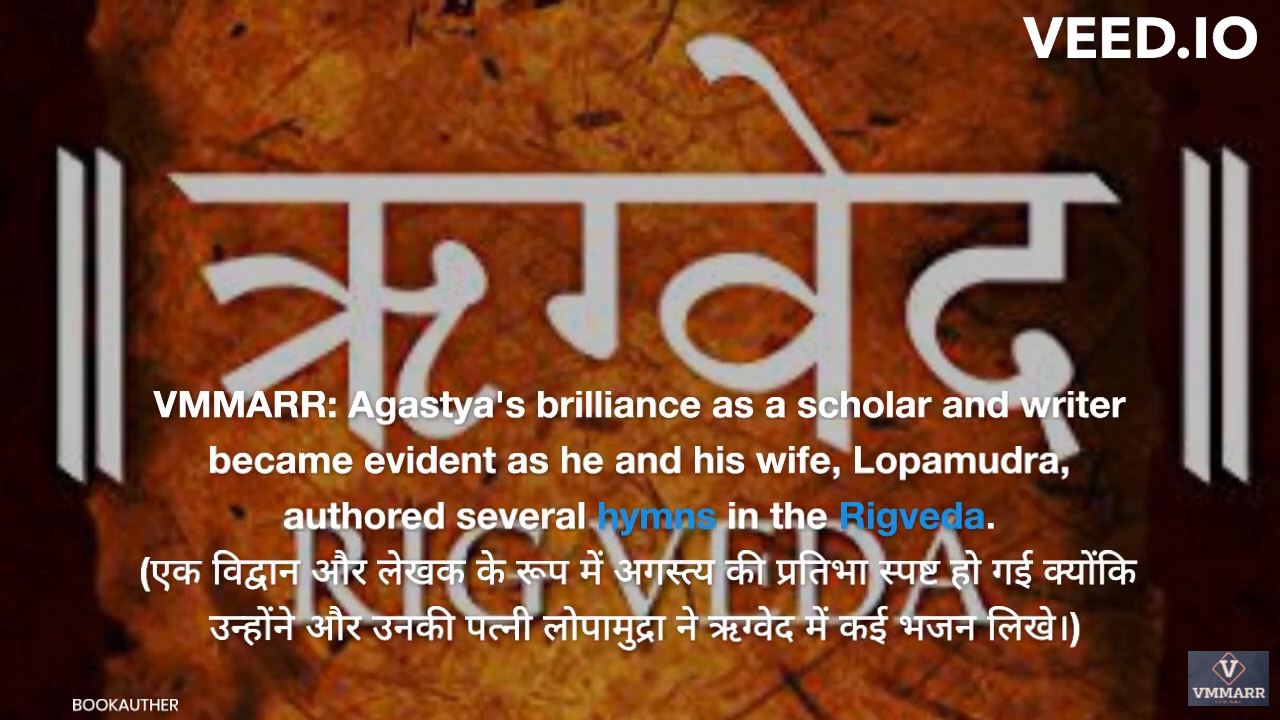 VEED.IO
॥ ऋग्वेद ॥
VMMARR: Agastya's brilliance as a scholar and writer
became evident as he and his wife, Lopamudra,
authored several hymns in the Rigveda.
RIG VEDA
(एक विद्वान और लेखक के रूप में अगस्त्य की प्रतिभा स्पष्ट हो गई क्योंकि
उन्होंने और उनकी पत्नी लोपामुद्रा ने ऋग्वेद में कई भजन लिखे।)
V
VMMARR
BOOKAUTHER